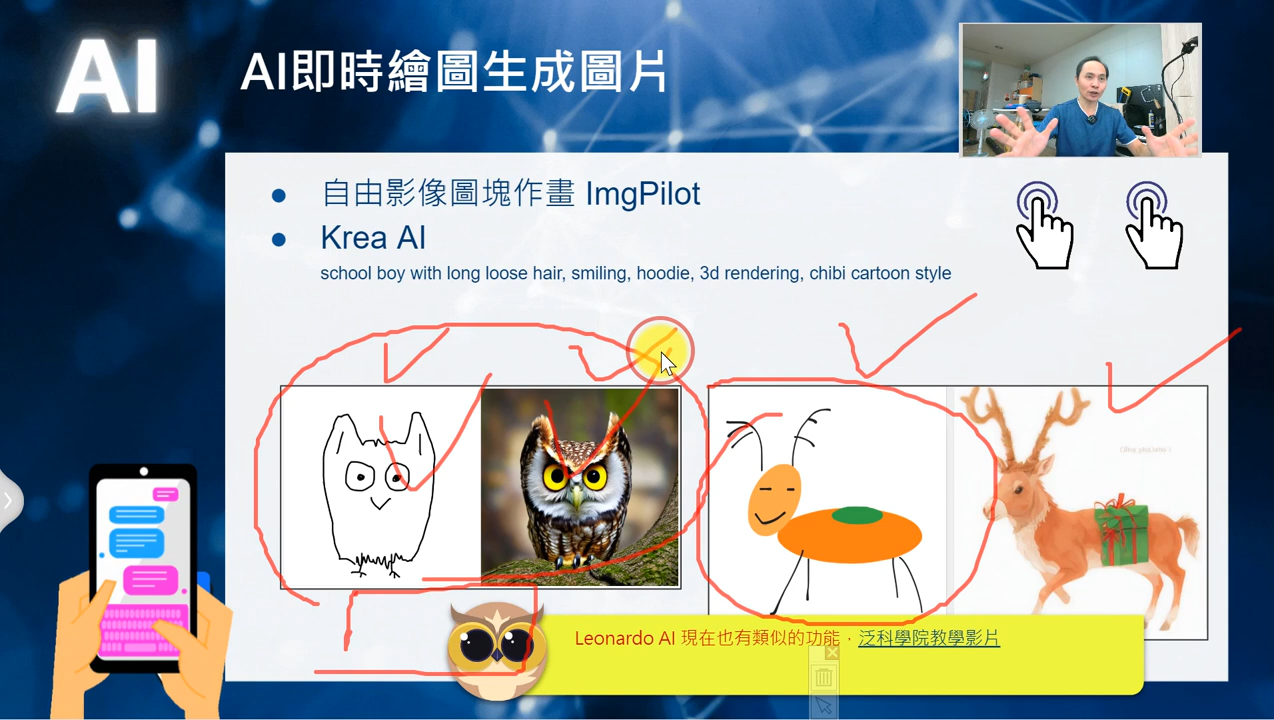 AI
AI即時繪圖生成圖片
自由影像圖塊作畫 ImgPilot
Krea AI
school boy with long loose hair, smiling, hoodie, 3d rendering, chibi cartoon style
Leonardo AI 現在也有類似的功能，泛科學院教學影片